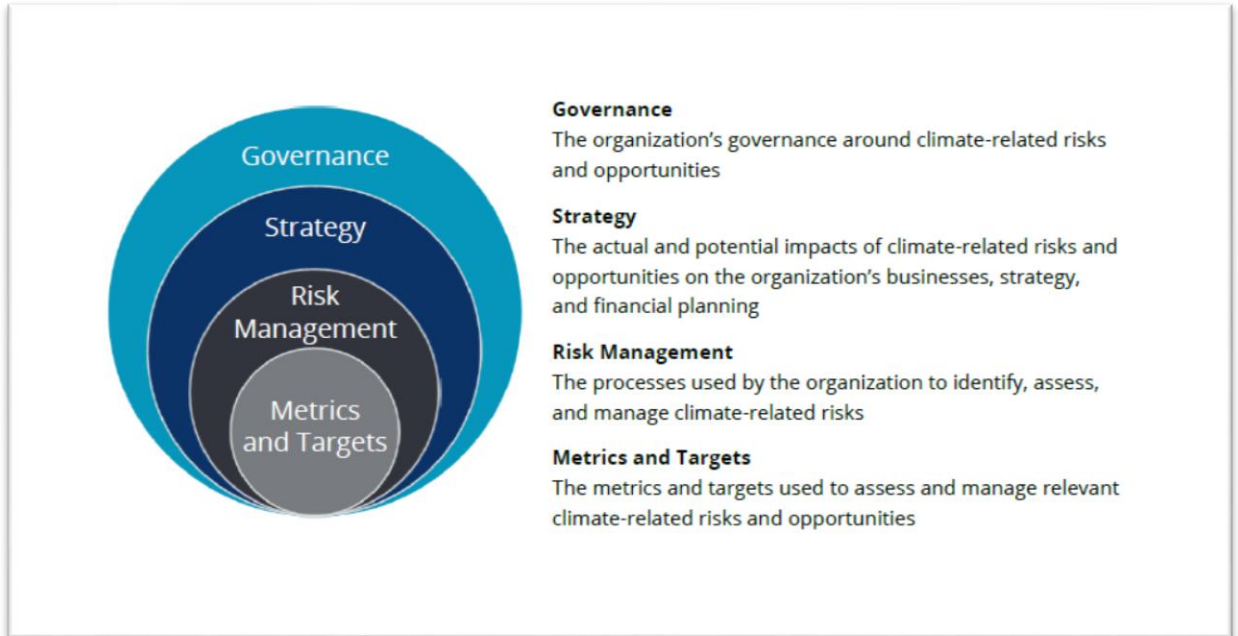 Governance
Strategy
Risk
Management
Metrics
and Targets
Governance
The organization’s governance around climate-related risks
and opportunities
Strategy
The actual and potential impacts of climate-related risks and
opportunities on the organization’s businesses, strategy,
and financial planning
Risk Management
The processes used by the organization to identify, assess,
and manage climate-related risks
Metrics and Targets
The metrics and targets used to assess and manage relevant
climate-related risks and opportunities